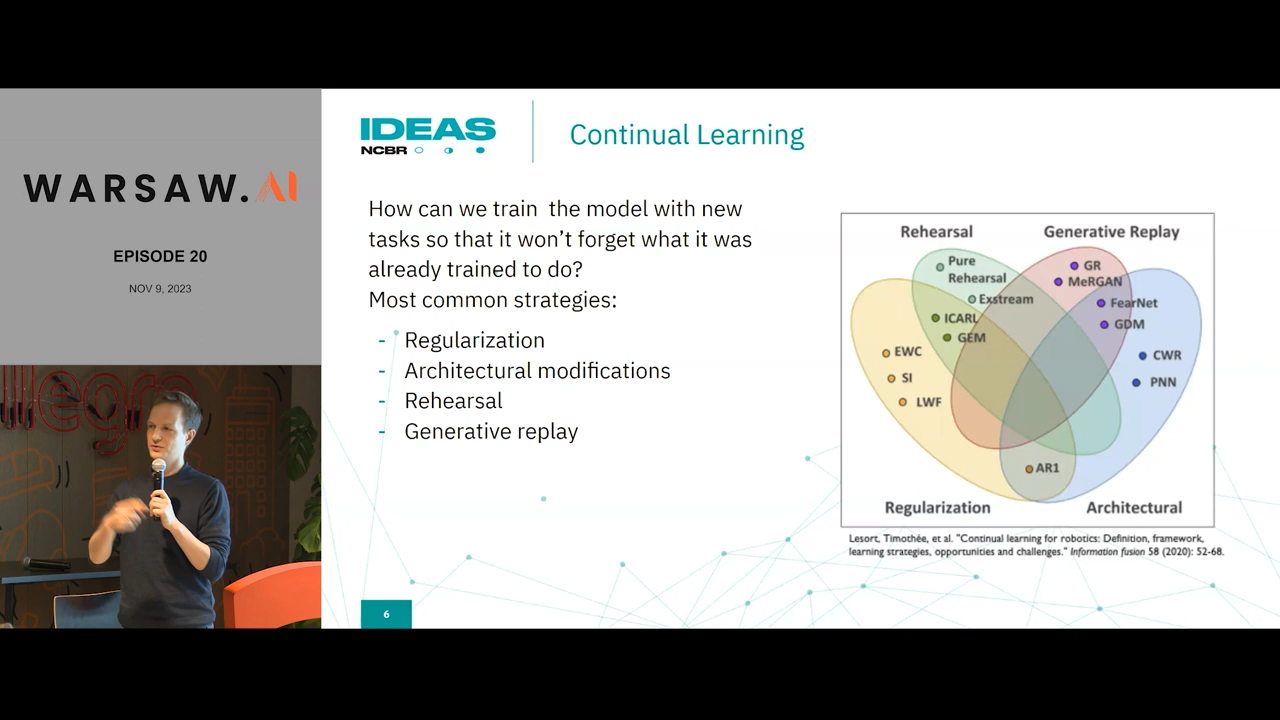 WARSAW.AI
EPISODE 20
NOV 9, 2023
IDEAS
NCBR
Continual Learning
How can we train the model with new
tasks so that it won't forget what it was
already trained to do?
Most common strategies:
- Regularization
- Architectural modifications
- Rehearsal
- Generative replay
Rehearsal
Generative Replay
Pure
Rehearsal
Exstream
ICARL
GEM
GR
MeRGAN
FearNet
GDM
EWC
SI
LWF
CWR
PNN
AR1
Regularization
Architectural
Lesort, Timothée, et al. "Continual learning for robotics: Definition, framework,
learning strategies, opportunities and challenges." Information fusion 58 (2020): 52-68.
6